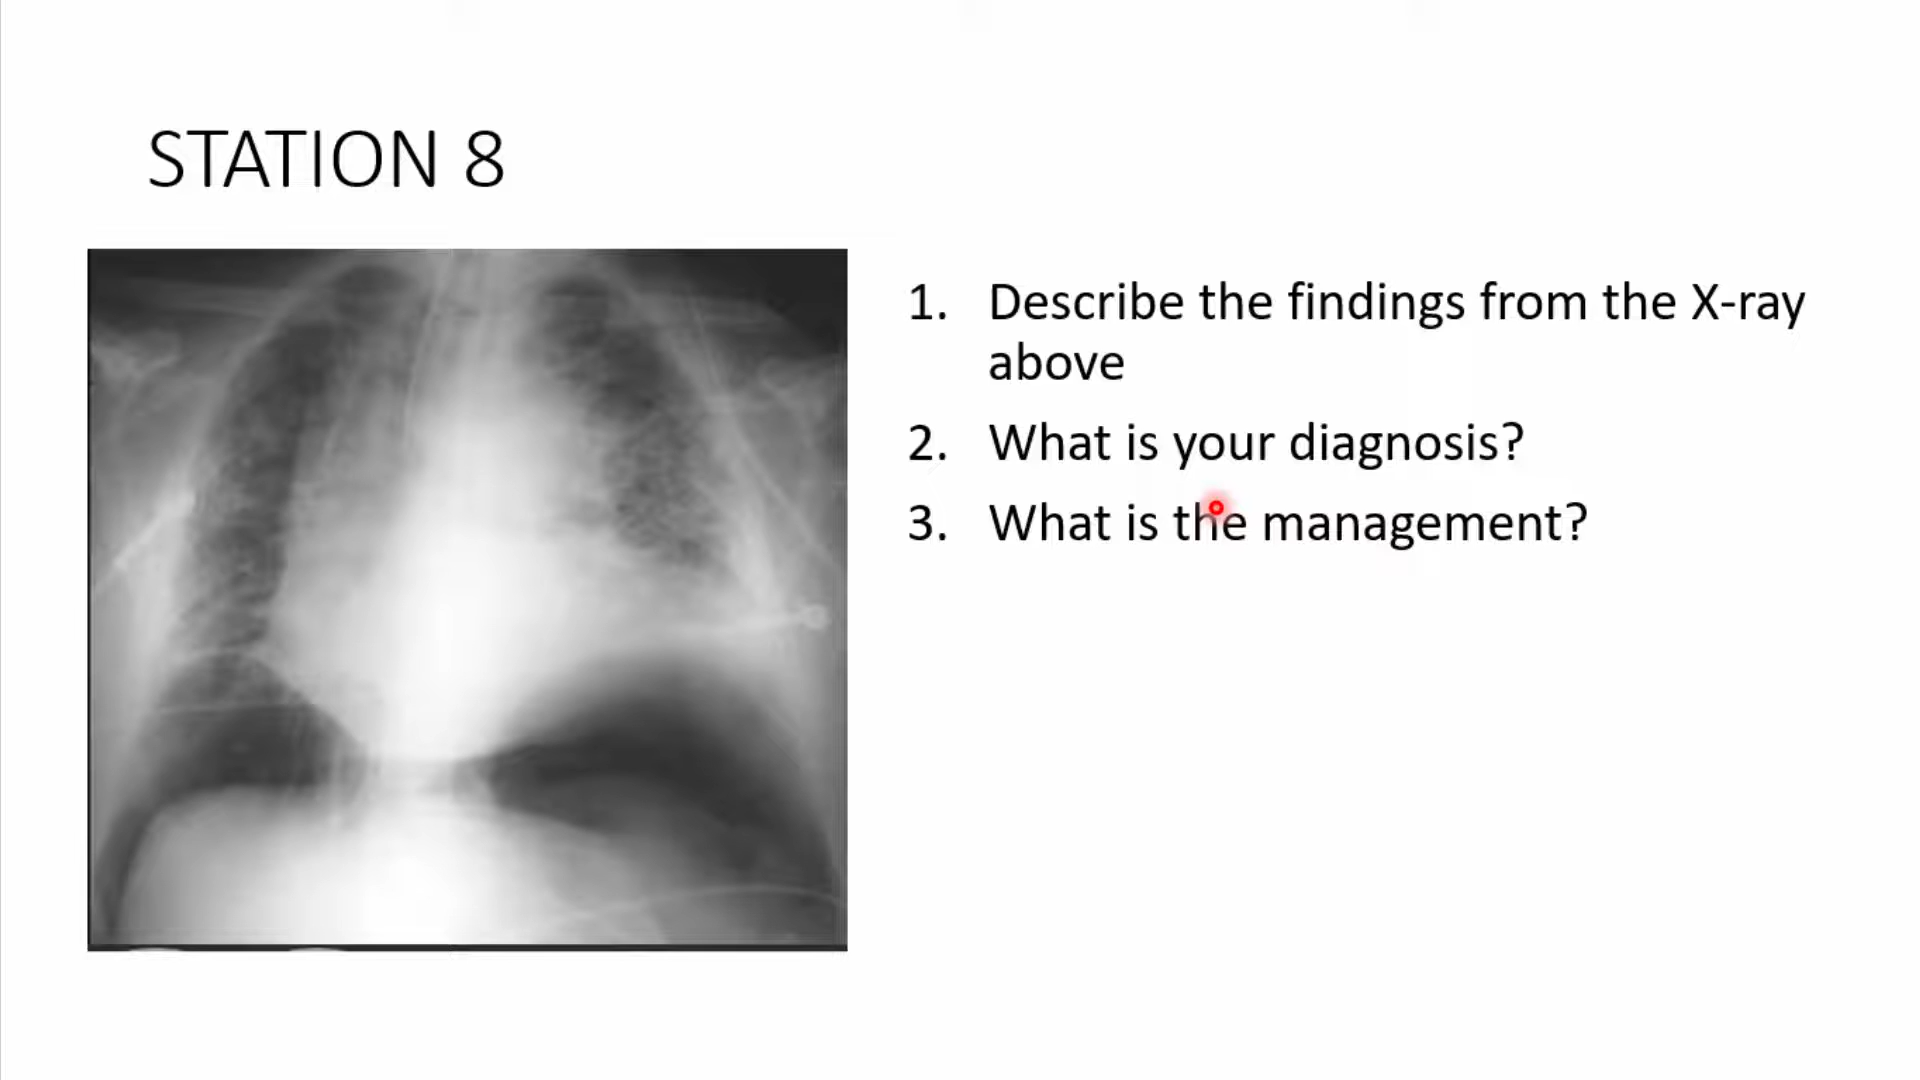 STATION 8
1. Describe the findings from the X-ray
above
2. What is your diagnosis?
3. What is the management?